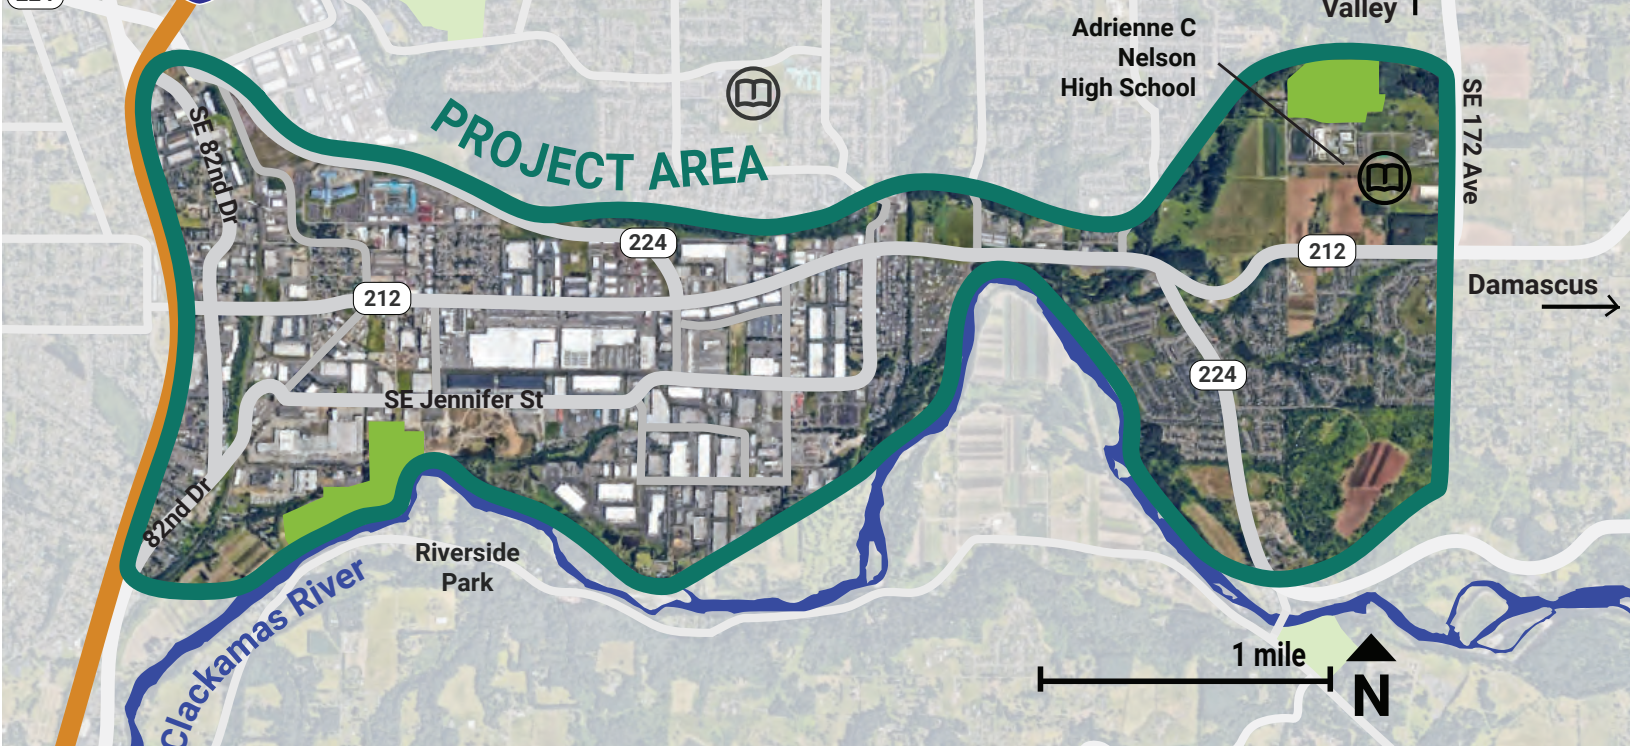 Valley
Adrienne C
Nelson
High School
PROJECT AREA
SE 172 Ave
SE 82nd Dr
224
212
212
Damascus
224
SE Jennifer St
82nd Dr
Riverside
Park
Clackamas River
1 mile
N